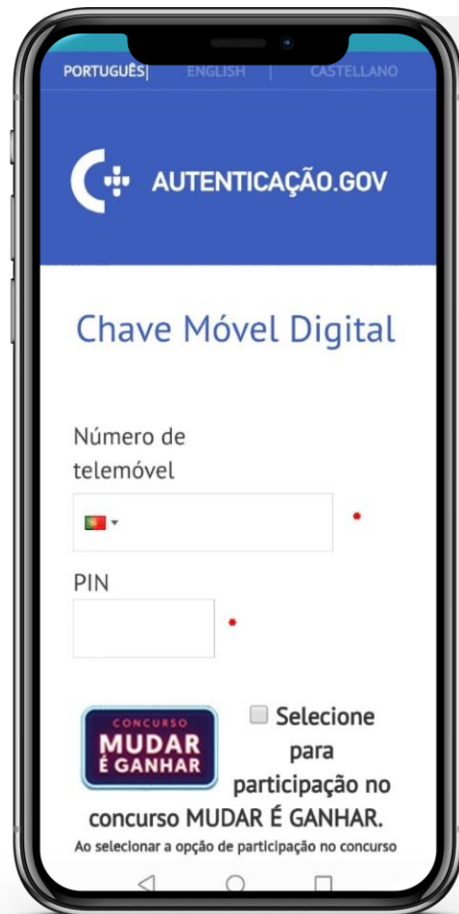 PORTUGUÊS| ENGLISH | CASTELLANO
AUTENTICAÇÃO.GOV
Chave Móvel Digital
Número de
telemóvel
PIN
CONCURSO
MUDAR
É GANHAR
Selecione
para
participação no
concurso MUDAR É GANHAR.
Ao selecionar a opção de participação no concurso